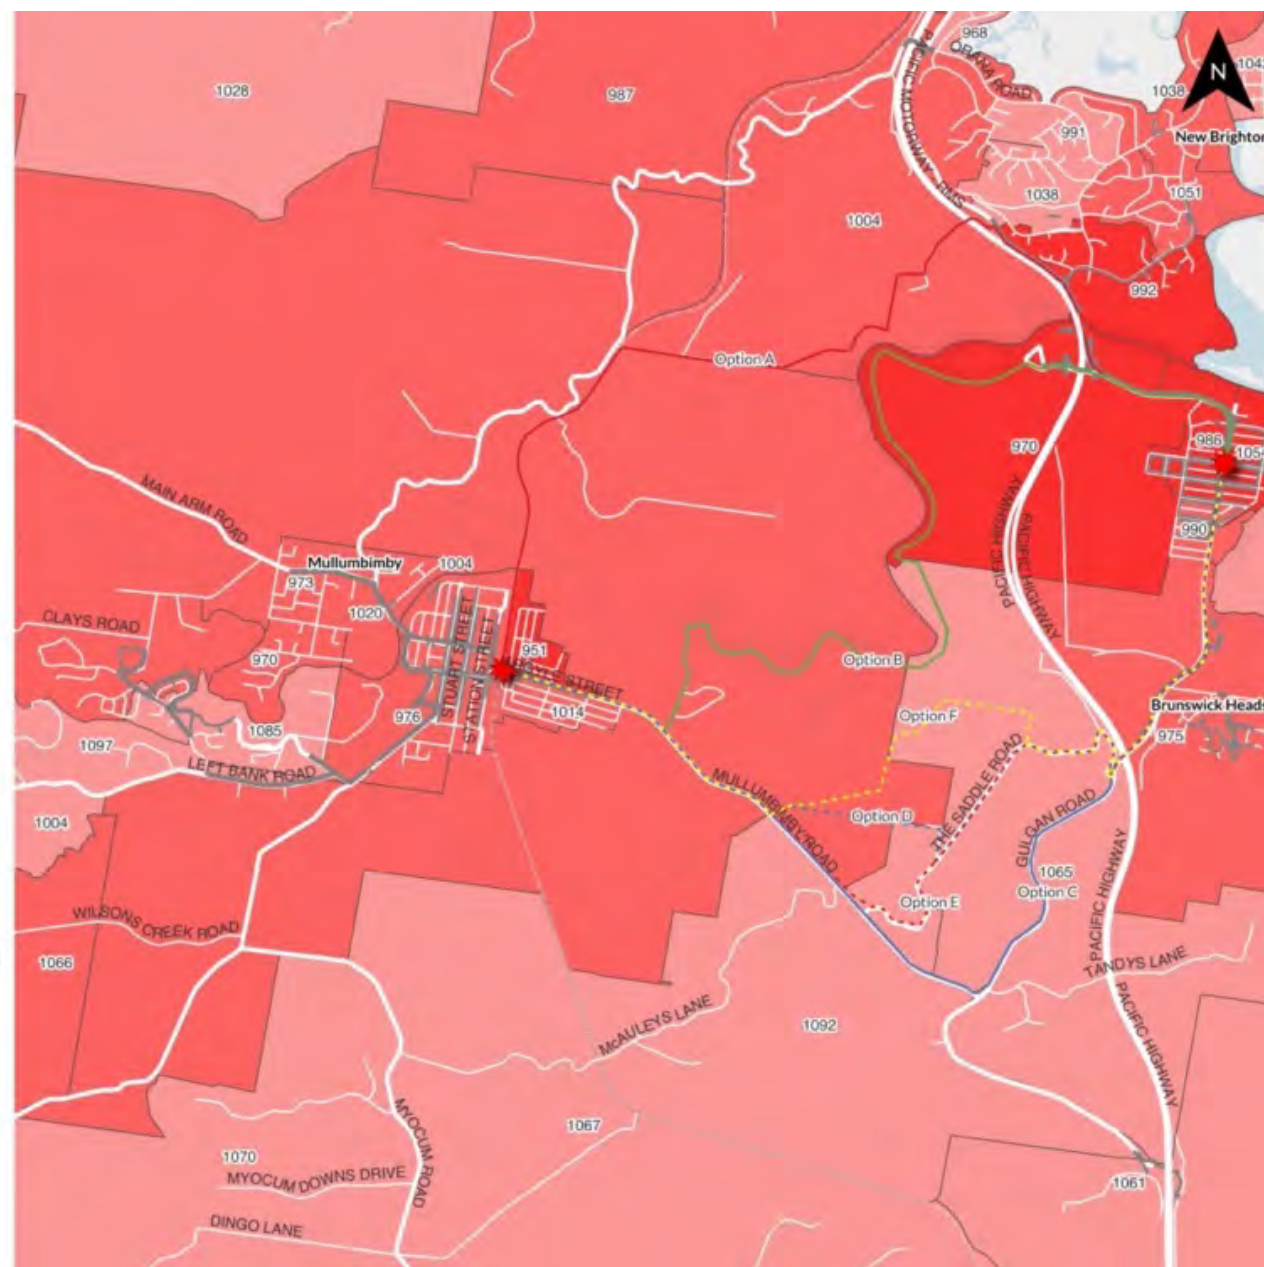 968
ORANA ROAD
N
1028
987
1038
PACIFIC MOTORWAY - RMS
991
New Brighton
1038
1051
1004
992
Option A
970
986
1054
MAIN ARM ROAD
PACIFIC HIGHWAY
PACIFIC HIGHWAY
990
Mullumbimby
1004
973
1020
CLAYS ROAD
STUART STREET
STATION STREET
951
970
Option B
1014
976
Option F
Brunswick Heads
1085
975
1097
LEFT BANK ROAD
MULLUMBIMBY ROAD
THE SADDLE ROAD
1004
Option D
GULGAN ROAD
1065
Option C
Option E
WILSONS CREEK ROAD
PACIFIC HIGHWAY
1066
TANDYS LANE
McAULEYS LANE
1092
PACIFIC HIGHWAY
1067
MYOCUM ROAD
1070
MYOCUM DOWNS DRIVE
1061
DINGO LANE